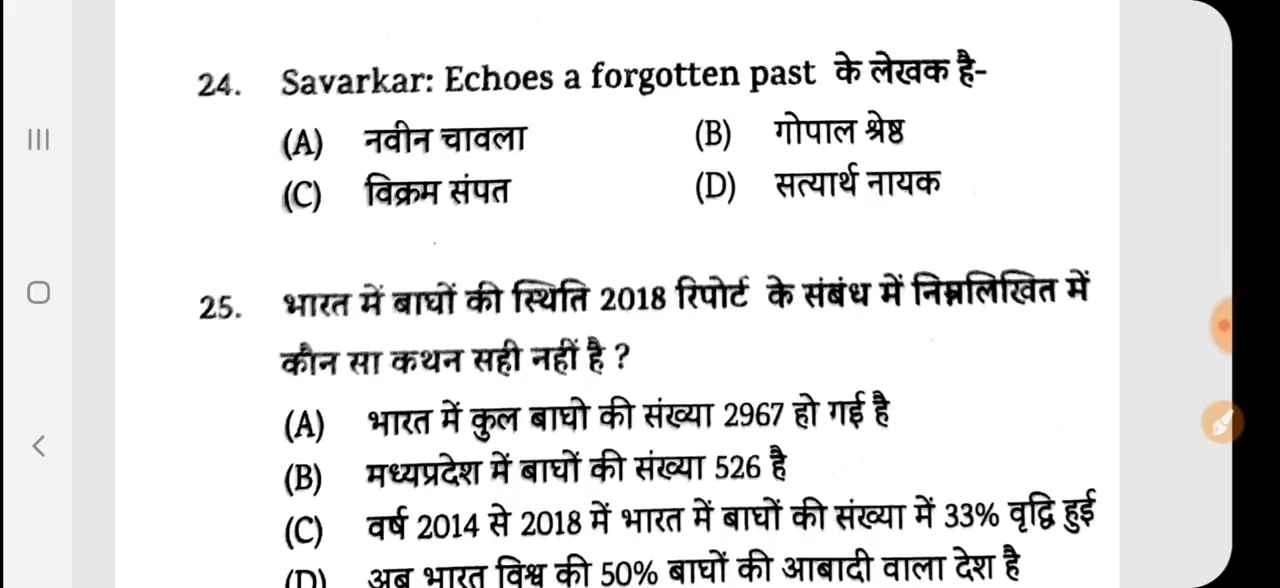 24. Savarkar: Echoes a forgotten past के लेखक है-
(A) नवीन चावला (B) गोपाल श्रेष्ठ
(C) विक्रम संपत (D) सत्यार्थ नायक
25. भारत में बाघों की स्थिति 2018 रिपोर्ट के संबंध में निम्नलिखित में
कौन सा कथन सही नहीं है ?
(A) भारत में कुल बाघो की संख्या 2967 हो गई है
(B) मध्यप्रदेश में बाघों की संख्या 526 है
(C) वर्ष 2014 से 2018 में भारत में बाघों की संख्या में 33% वृद्धि हुई
(D) अब भारत विश्व की 50% बाघों की आबादी वाला देश है